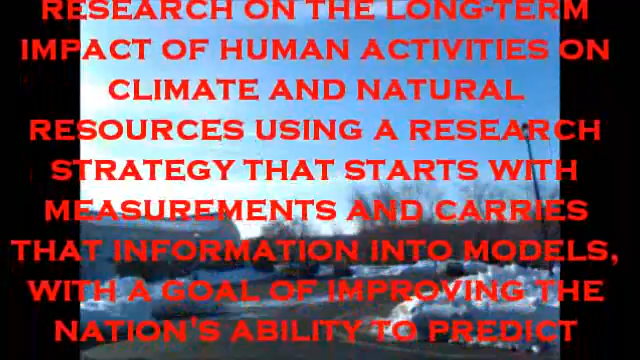 RESEARCH ON THE LONG-TERM
IMPACT OF HUMAN ACTIVITIES ON
CLIMATE AND NATURAL
RESOURCES USING A RESEARCH
STRATEGY THAT STARTS WITH
MEASUREMENTS AND CARRIES
THAT INFORMATION INTO MODELS,
WITH A GOAL OF IMPROVING THE
NATION'S ABILITY TO PREDICT